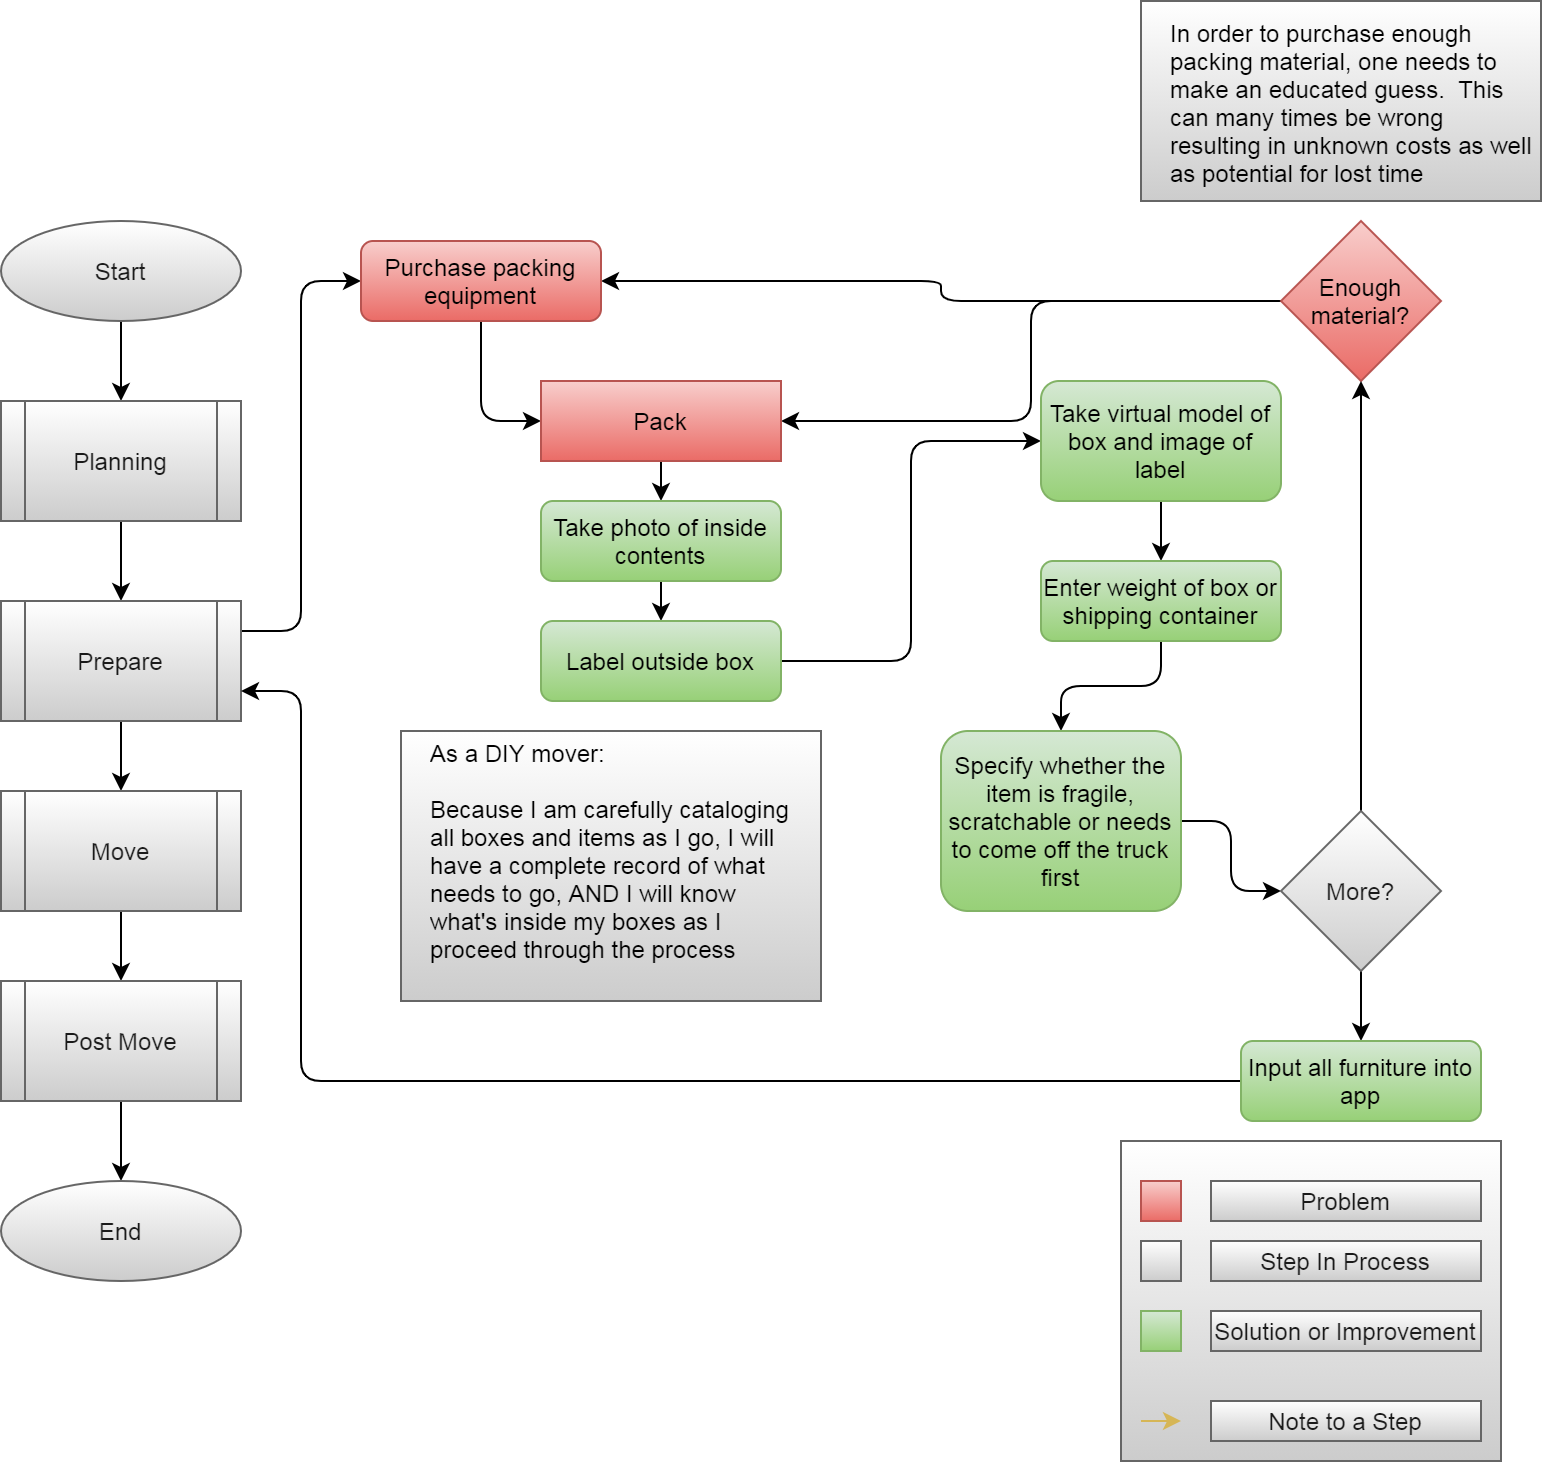 In order to purchase enough
packing material, one needs to
make an educated guess.  This
can many times be wrong
resulting in unknown costs as well
as potential for lost time
Start
Purchase packing
equipment
Enough
material?
Planning
Pack
Take virtual model of
box and image of
label
Take photo of inside
contents
Enter weight of box or
shipping container
Prepare
Label outside box
As a DIY mover:
Because I am carefully cataloging
all boxes and items as I go, I will
have a complete record of what
needs to go, AND I will know
what's inside my boxes as I
proceed through the process
Specify whether the
item is fragile,
scratchable or needs
to come off the truck
first
Move
More?
Post Move
Input all furniture into
app
End
Problem
Step In Process
Solution or Improvement
Note to a Step